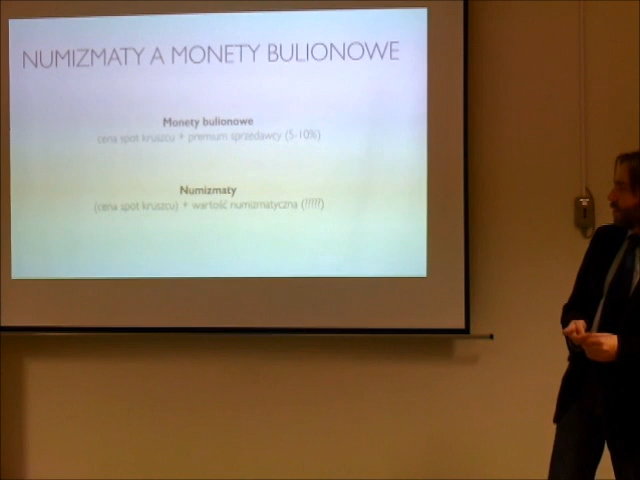 NUMIZMATY A MONETY BULIONOWE
Monety bulionowe
cena spot kruszcu + premium sprzedawcy (5-10%)
Numizmaty
(cena spot kruszcu) + wartość numizmatyczna (?????)